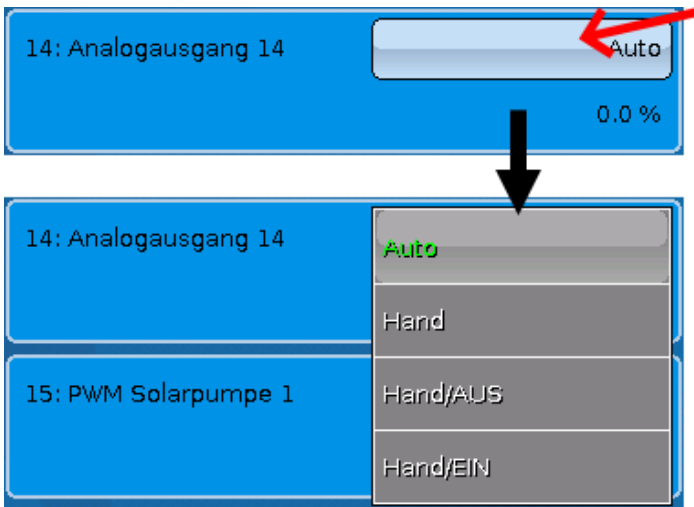 14: Analogausgang 14
Auto
0.0 %
14: Analogausgang 14
Auto
Hand
15: PWM Solarpumpe 1
Hand/AUS
Hand/EIN